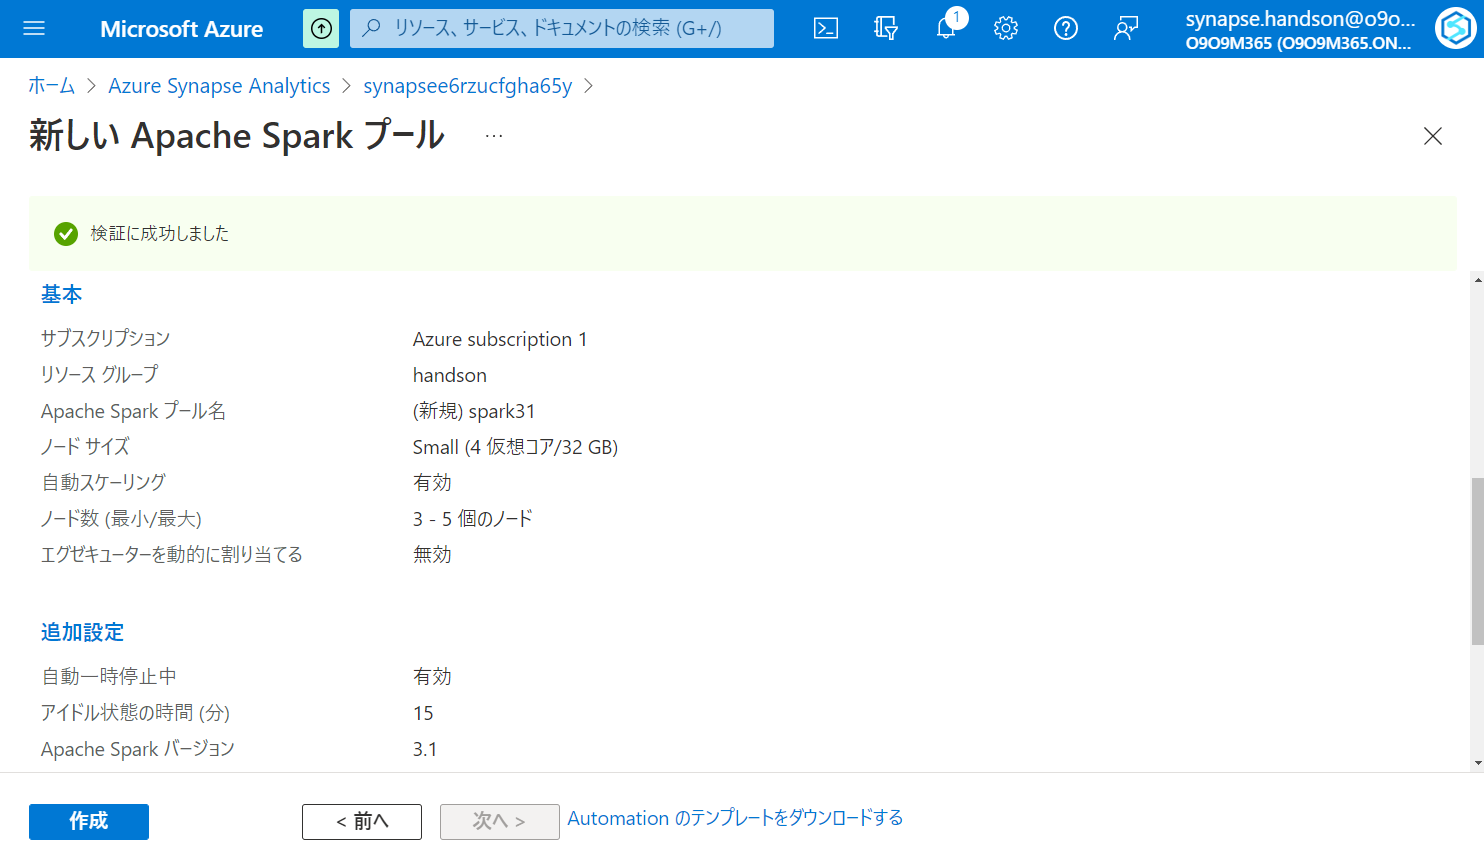 Microsoft Azure
リソース、サービス、ドキュメントの検索 (G+/)
1
synapse.handson@o9o...
O9O9M365 (O9O9M365.ON...
ホーム > Azure Synapse Analytics > synapsee6rzucfgha65y >
新しい Apache Spark プール ...
検証に成功しました
基本
サブスクリプション Azure subscription 1
リソース グループ handson
Apache Spark プール名 (新規) spark31
ノード サイズ Small (4 仮想コア/32 GB)
自動スケーリング 有効
ノード数 (最小/最大) 3 - 5 個のノード
エグゼキューターを動的に割り当てる 無効
追加設定
自動一時停止中 有効
アイドル状態の時間 (分) 15
Apache Spark バージョン 3.1
作成 < 前へ 次へ > Automation のテンプレートをダウンロードする